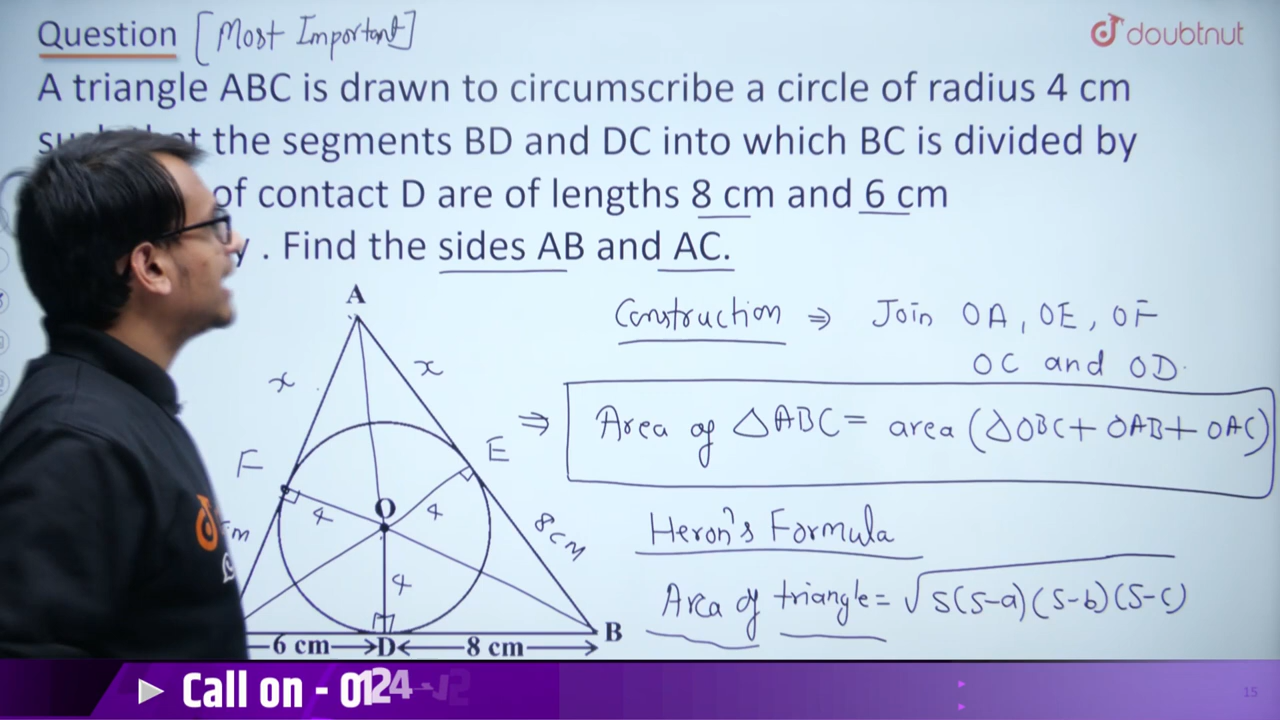 Question [Most Important]
doubtnut
A triangle ABC is drawn to circumscribe a circle of radius 4 cm
the segments BD and DC into which BC is divided by
of contact D are of lengths 8 cm and 6 cm
. Find the sides AB and AC.
A
Construction ⇒ Join OA, OE, OF
OC and OD.
x x
⇒ Area of △ABC = area (△OBC + OAB + OAC)
F E
O
4 4
8cm
Heron's Formula
4
Area of triangle = √s(s-a)(s-b)(s-c)
B
6 cm D 8 cm
Call on - 0124
15